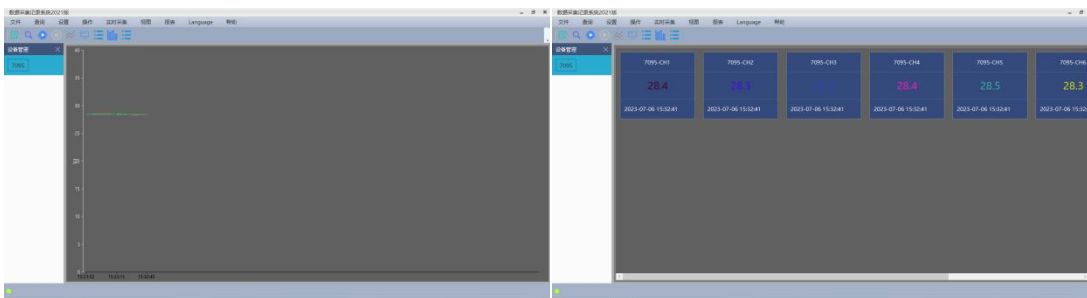 数据采集记录系统2021版
文件 查询 设置 操作 实时采集 视图 报表 Language 帮助
设备管理
7095
40
35
30
25
20
15
10
5
0
数据采集记录系统2021版
文件 查询 设置 操作 实时采集 视图 报表 Language 帮助
设备管理
7095
7095-CH1 7095-CH2 7095-CH3 7095-CH4 7095-CH5 7095-CH6
28.4 28.5 28.4 28.5 28.3
2023-07-06 15:32:41 2023-07-06 15:32:41 2023-07-06 15:32:41 2023-07-06 15:32:41 2023-07-06 15:32:41 2023-07-06 15:32